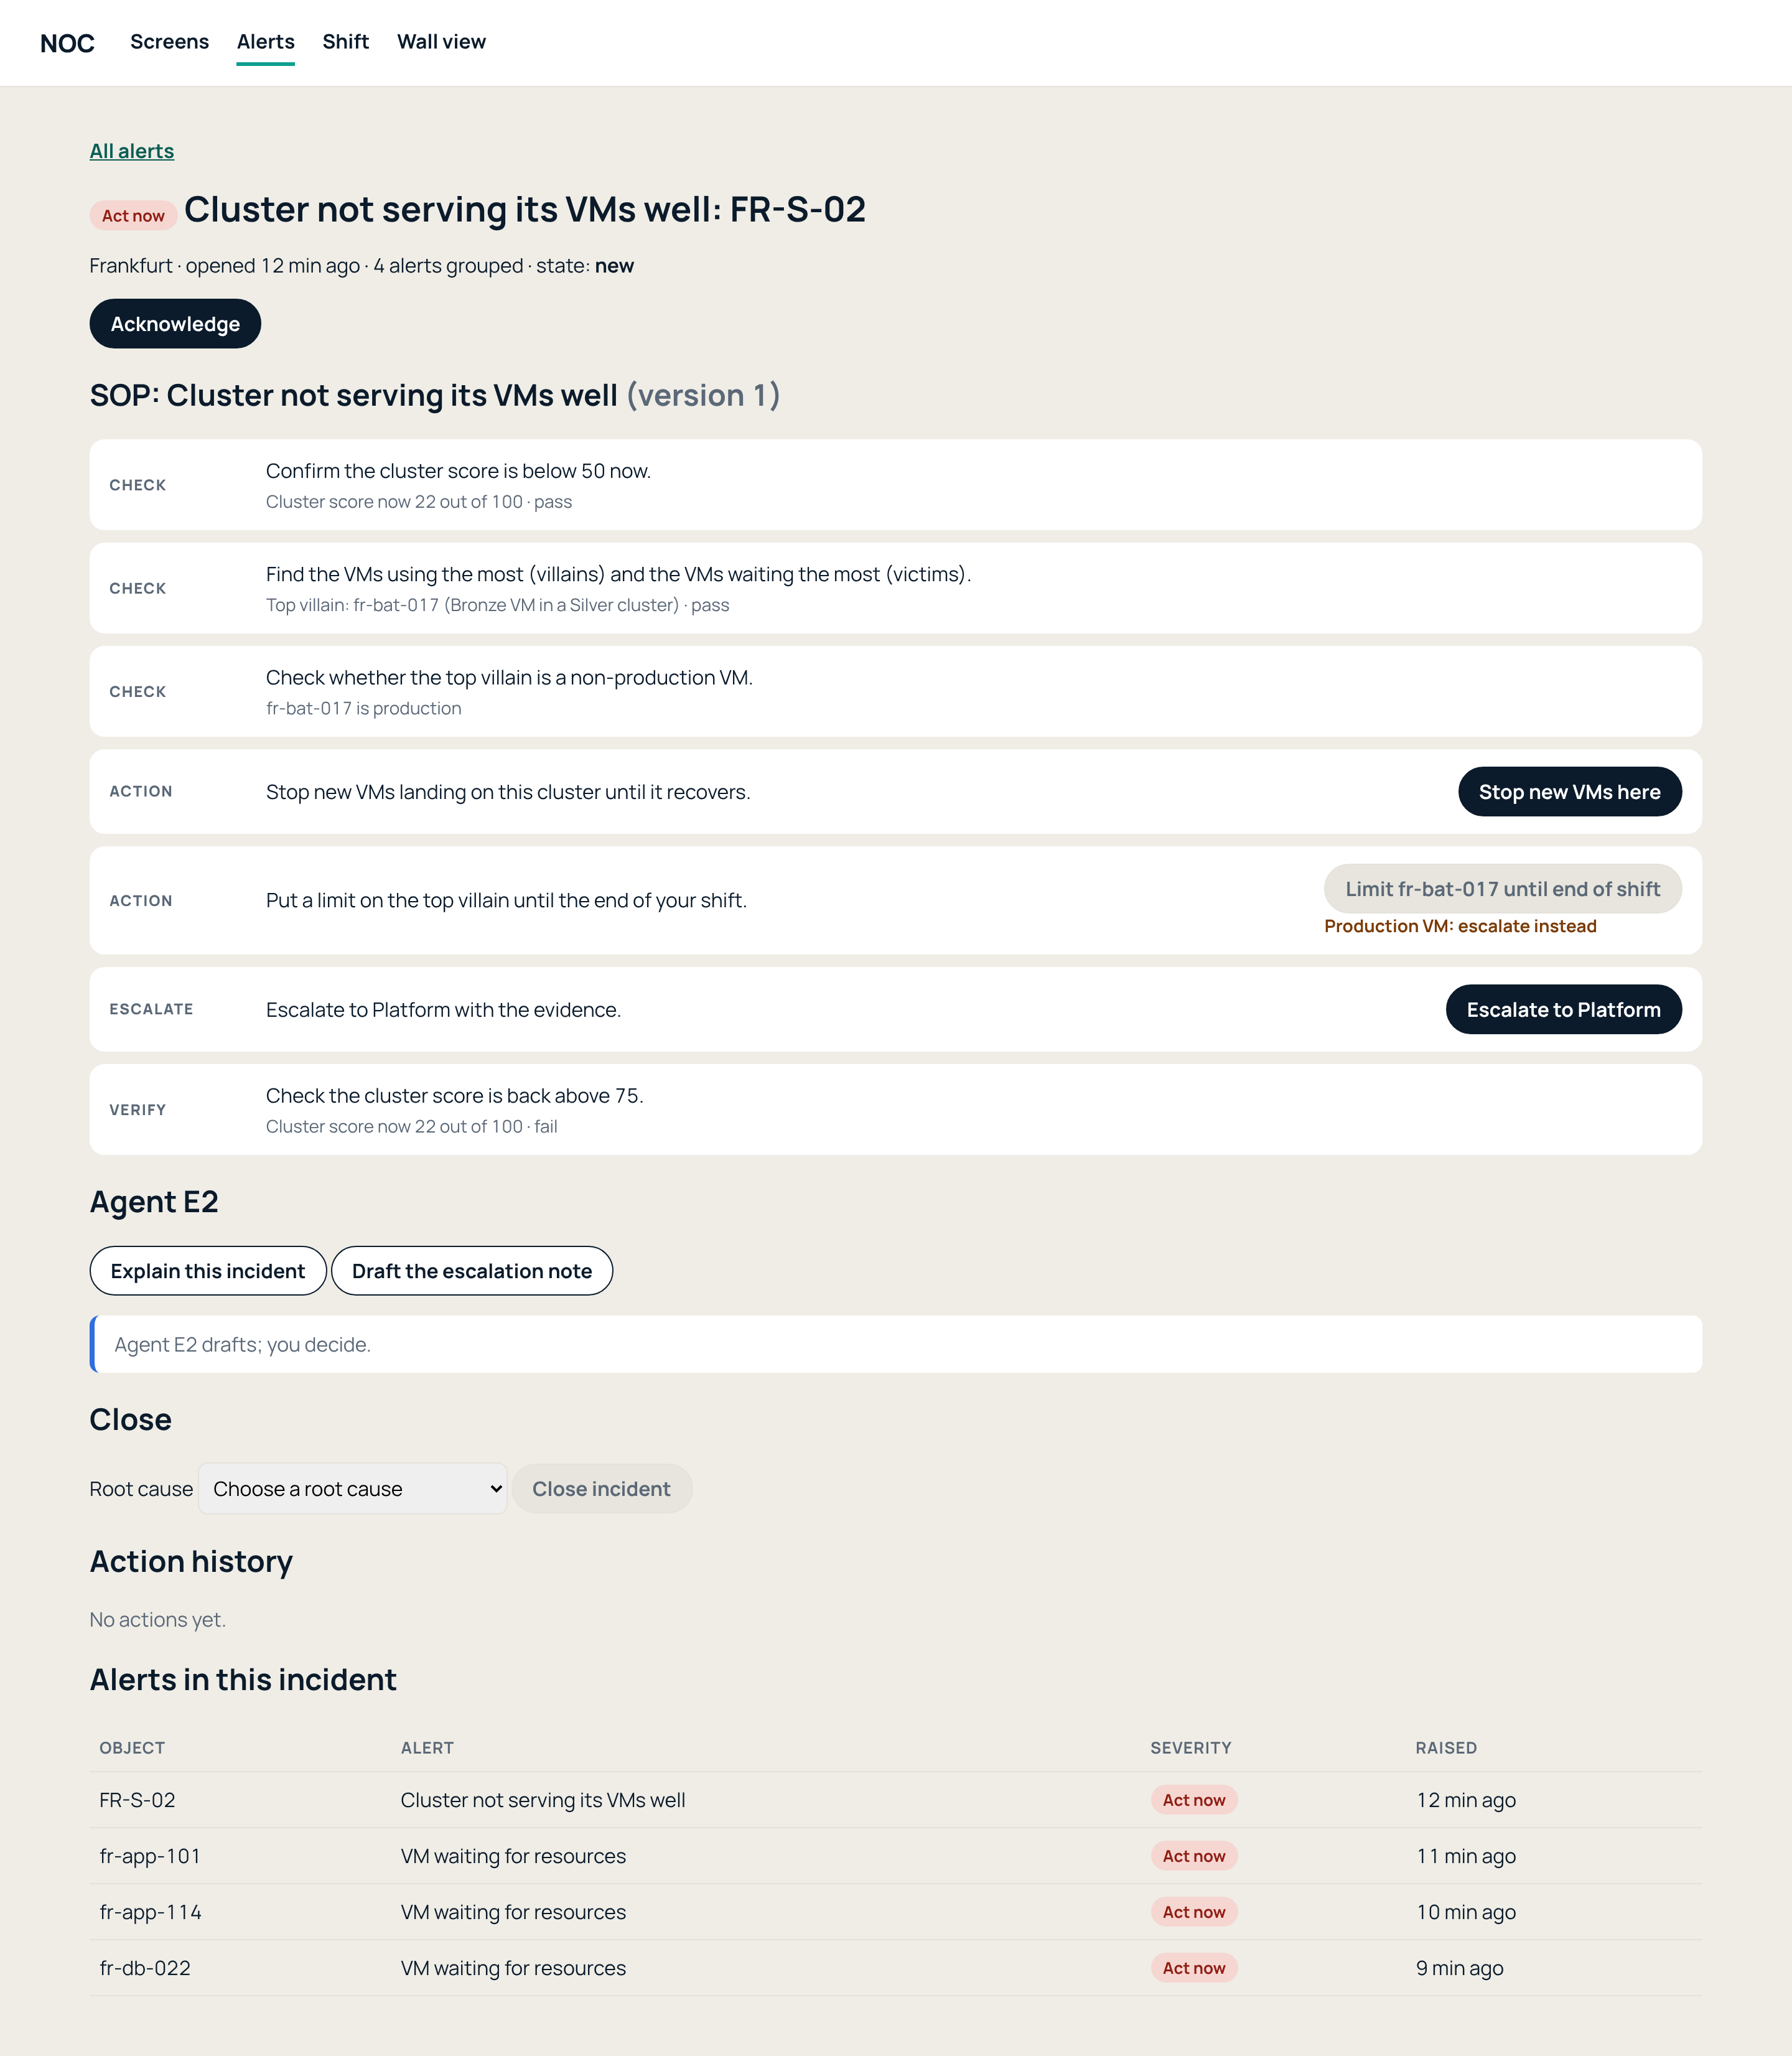 NOC Screens Alerts Shift Wall view
All alerts
Act now Cluster not serving its VMs well: FR-S-02
Frankfurt · opened 12 min ago · 4 alerts grouped · state: new
Acknowledge
SOP: Cluster not serving its VMs well (version 1)
CHECK
Confirm the cluster score is below 50 now.
Cluster score now 22 out of 100 · pass
CHECK
Find the VMs using the most (villains) and the VMs waiting the most (victims).
Top villain: fr-bat-017 (Bronze VM in a Silver cluster) · pass
CHECK
Check whether the top villain is a non-production VM.
fr-bat-017 is production
ACTION
Stop new VMs landing on this cluster until it recovers.
Stop new VMs here
ACTION
Put a limit on the top villain until the end of your shift.
Limit fr-bat-017 until end of shift
Production VM: escalate instead
ESCALATE
Escalate to Platform with the evidence.
Escalate to Platform
VERIFY
Check the cluster score is back above 75.
Cluster score now 22 out of 100 · fail
Agent E2
Explain this incident Draft the escalation note
Agent E2 drafts; you decide.
Close
Root cause Choose a root cause Close incident
Action history
No actions yet.
Alerts in this incident
OBJECT ALERT SEVERITY RAISED
FR-S-02 Cluster not serving its VMs well Act now 12 min ago
fr-app-101 VM waiting for resources Act now 11 min ago
fr-app-114 VM waiting for resources Act now 10 min ago
fr-db-022 VM waiting for resources Act now 9 min ago